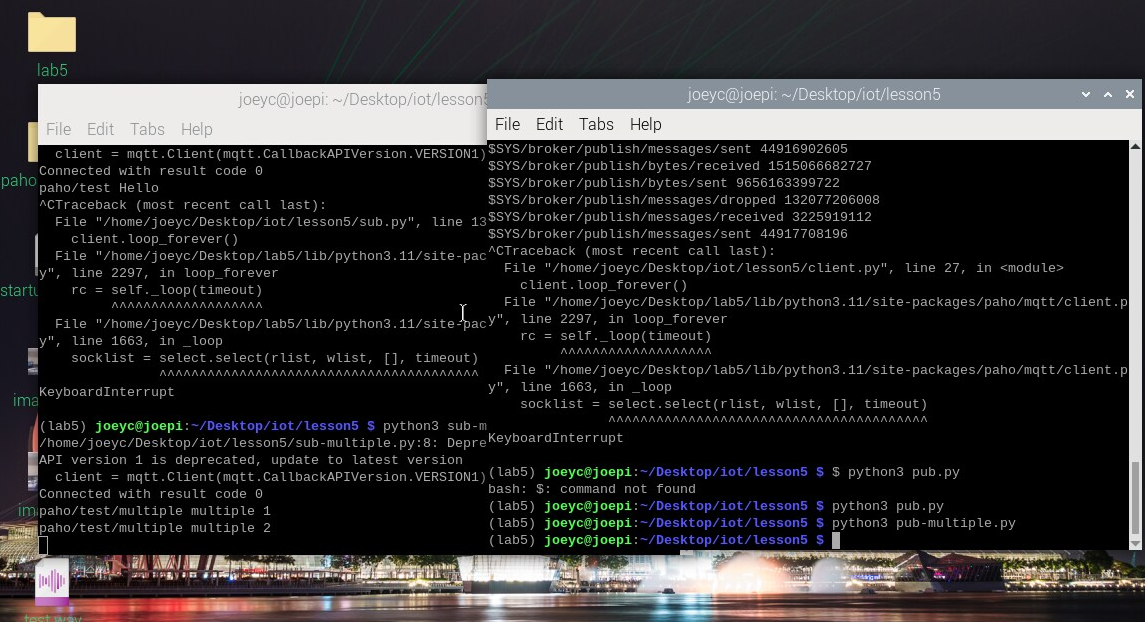 lab5
paho
startu
ima
im
test.wav
joeyc@joepi: ~/Desktop/iot/lesson5
File Edit Tabs Help
client = mqtt.Client(mqtt.CallbackAPIVersion.VERSION1)
Connected with result code 0
paho/test Hello
^CTraceback (most recent call last):
File "/home/joeyc/Desktop/iot/lesson5/sub.py", line 13
client.loop_forever()
File "/home/joeyc/Desktop/lab5/lib/python3.11/site-pac
y", line 2297, in loop_forever
rc = self._loop(timeout)
^^^^^^^^^^^^^^^^^^^
File "/home/joeyc/Desktop/lab5/lib/python3.11/site-pac
y", line 1663, in _loop
socklist = select.select(rlist, wlist, [], timeout)
^^^^^^^^^^^^^^^^^^^^^^^^^^^^^^^^^^^^^^^^
KeyboardInterrupt
(lab5) joeyc@joepi:~/Desktop/iot/lesson5 $ python3 sub-m
/home/joeyc/Desktop/iot/lesson5/sub-multiple.py:8: Depre
API version 1 is deprecated, update to latest version
client = mqtt.Client(mqtt.CallbackAPIVersion.VERSION1)
Connected with result code 0
paho/test/multiple multiple 1
paho/test/multiple multiple 2
joeyc@joepi: ~/Desktop/iot/lesson5
File Edit Tabs Help
$SYS/broker/publish/messages/sent 44916902605
$SYS/broker/publish/bytes/received 1515066682727
$SYS/broker/publish/bytes/sent 9656163399722
$SYS/broker/publish/messages/dropped 132077206008
$SYS/broker/publish/messages/received 3225919112
$SYS/broker/publish/messages/sent 44917708196
^CTraceback (most recent call last):
File "/home/joeyc/Desktop/iot/lesson5/client.py", line 27, in <module>
client.loop_forever()
File "/home/joeyc/Desktop/lab5/lib/python3.11/site-packages/paho/mqtt/client.p
y", line 2297, in loop_forever
rc = self._loop(timeout)
^^^^^^^^^^^^^^^^^^^
File "/home/joeyc/Desktop/lab5/lib/python3.11/site-packages/paho/mqtt/client.p
y", line 1663, in _loop
socklist = select.select(rlist, wlist, [], timeout)
^^^^^^^^^^^^^^^^^^^^^^^^^^^^^^^^^^^^^^^^
KeyboardInterrupt
(lab5) joeyc@joepi:~/Desktop/iot/lesson5 $ $ python3 pub.py
bash: $: command not found
(lab5) joeyc@joepi:~/Desktop/iot/lesson5 $ python3 pub.py
(lab5) joeyc@joepi:~/Desktop/iot/lesson5 $ python3 pub-multiple.py
(lab5) joeyc@joepi:~/Desktop/iot/lesson5 $